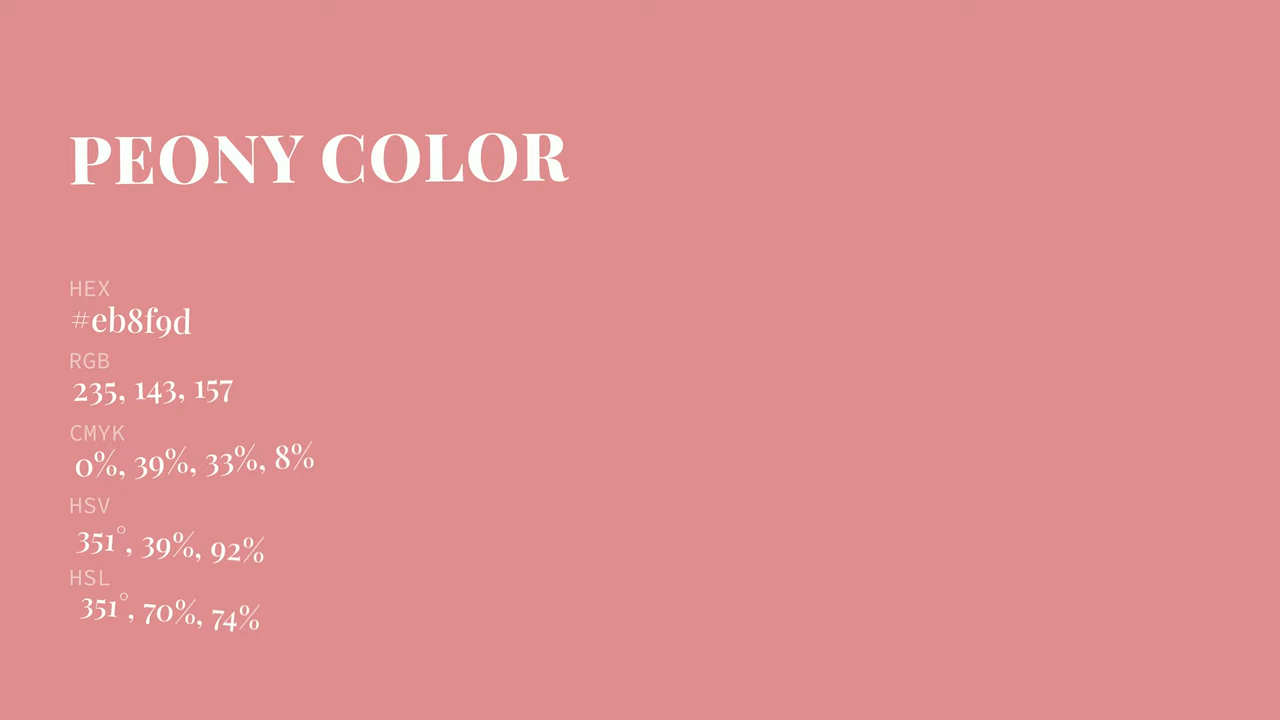 PEONY COLOR
HEX
#eb8f9d
RGB
235, 143, 157
CMYK
0%, 39%, 33%, 8%
HSV
351°, 39%, 92%
HSL
351°, 70%, 74%